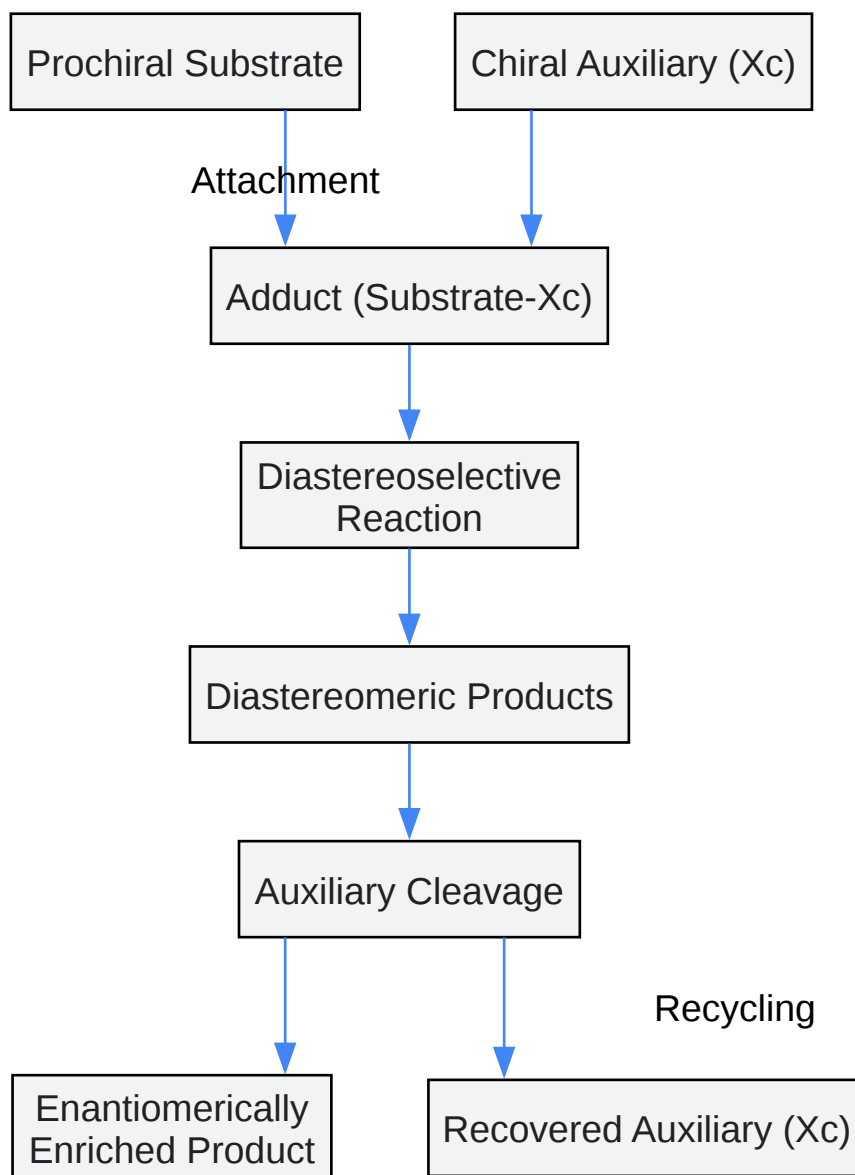 Prochiral Substrate
Chiral Auxiliary (Xc)
Attachment
Adduct (Substrate-Xc)
Diastereoselective
Reaction
Diastereomeric Products
Auxiliary Cleavage
Recycling
Enantiomerically
Enriched Product
Recovered Auxiliary (Xc)